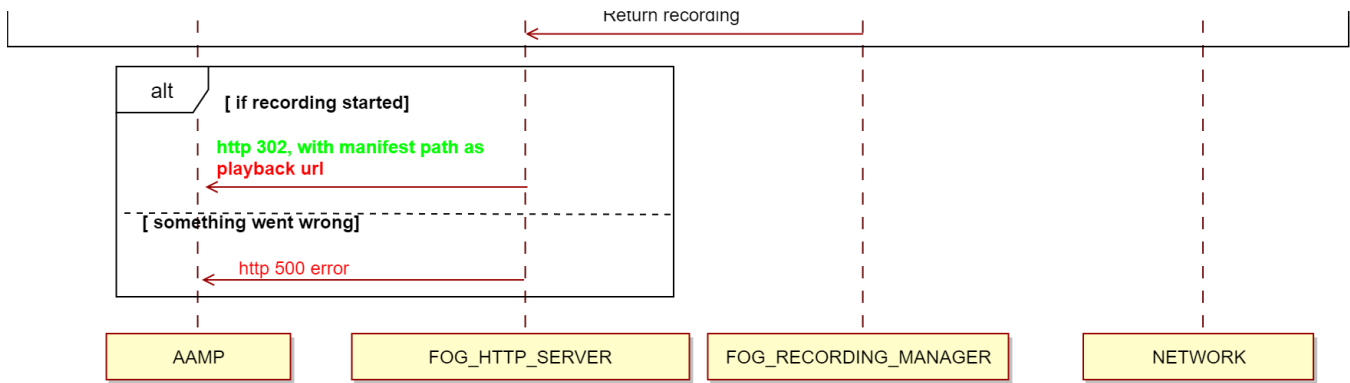 Return recording
alt
[ if recording started]
http 302, with manifest path as
playback url
[ something went wrong]
http 500 error
AAMP
FOG_HTTP_SERVER
FOG_RECORDING_MANAGER
NETWORK